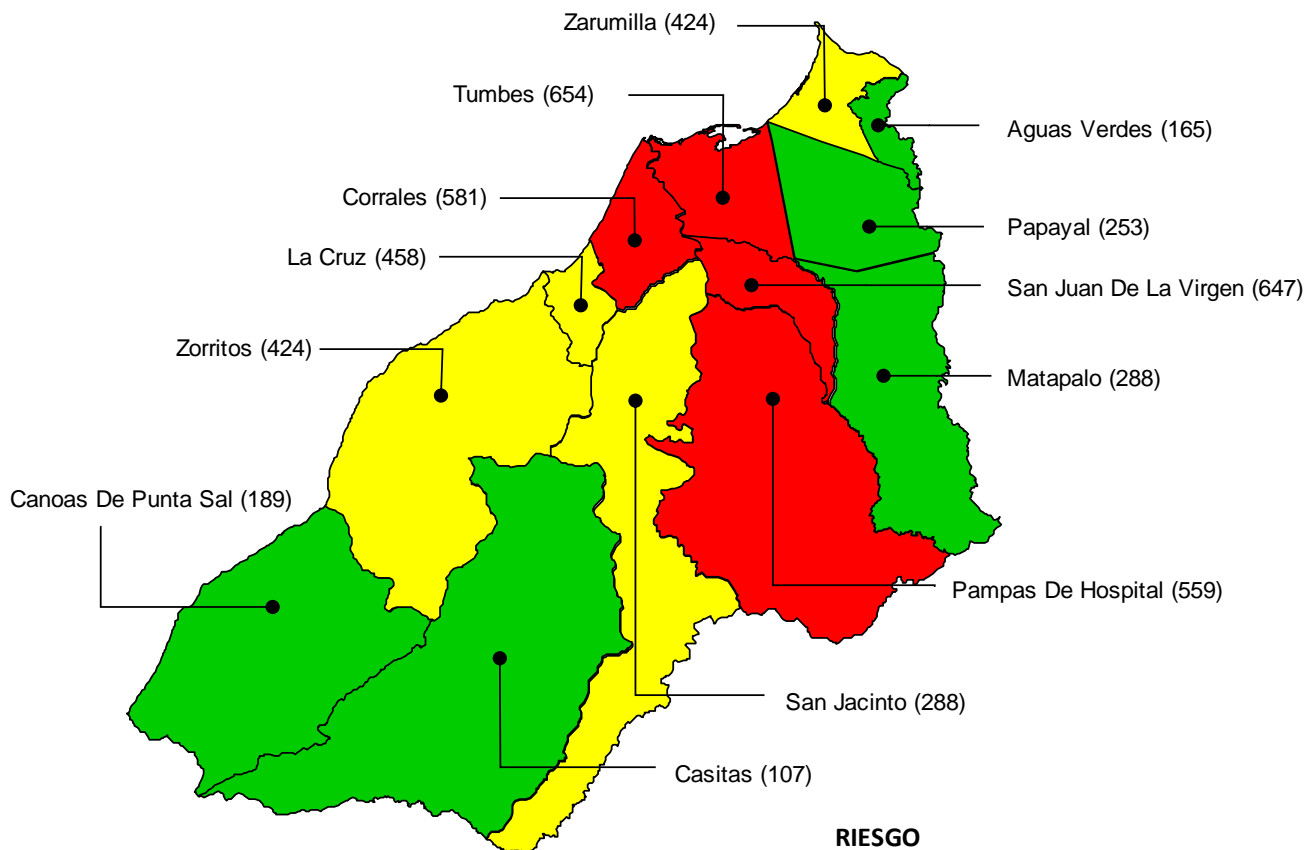 Zarumilla (424)
Tumbes (654)
Aguas Verdes (165)
Corrales (581)
Papayal (253)
La Cruz (458)
San Juan De La Virgen (647)
Zorritos (424)
Matapalo (288)
Canoas De Punta Sal (189)
Pampas De Hospital (559)
San Jacinto (288)
Casitas (107)
RIESGO